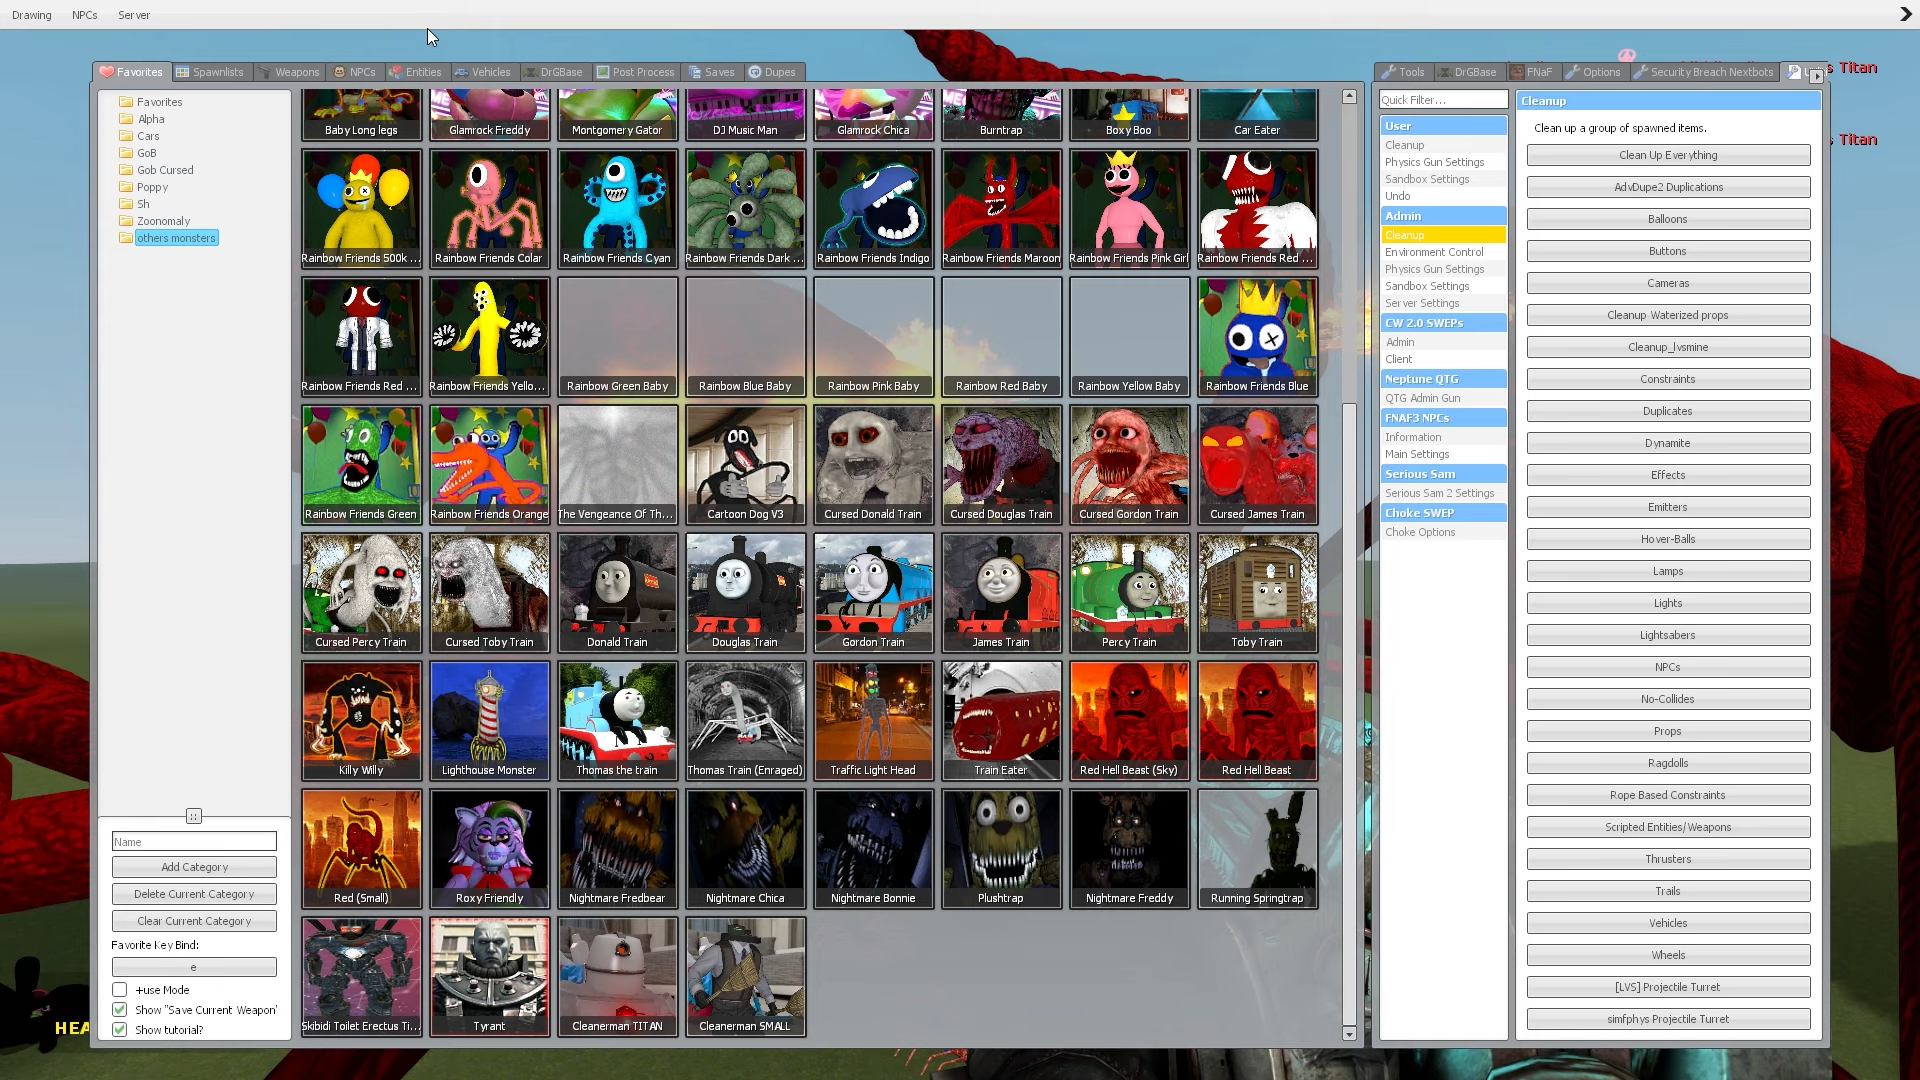 Drawing NPCs Server
Favorites Spawnlists Weapons NPCs Entities Vehicles DrGBase Post Process Saves Dupes
Favorites
Alpha
Cars
GoB
Gob Cursed
Poppy
Sh
Zoonomaly
others monsters
Name
Add Category
Delete Current Category
Clear Current Category
Favorite Key Bind:
e
+use Mode
Show "Save Current Weapon"
Show tutorial?
HEA
Baby Long legs Glamrock Freddy Montgomery Gator DJ Music Man Glamrock Chica Burntrap Boxy Boo Car Eater
Rainbow Friends 500k ... Rainbow Friends Colar Rainbow Friends Cyan Rainbow Friends Dark ... Rainbow Friends Indigo Rainbow Friends Maroon Rainbow Friends Pink Girl Rainbow Friends Red ...
Rainbow Friends Red ... Rainbow Friends Yello... Rainbow Green Baby Rainbow Blue Baby Rainbow Pink Baby Rainbow Red Baby Rainbow Yellow Baby Rainbow Friends Blue
Rainbow Friends Green Rainbow Friends Orange The Vengeance Of Th... Cartoon Dog V3 Cursed Donald Train Cursed Douglas Train Cursed Gordon Train Cursed James Train
Cursed Percy Train Cursed Toby Train Donald Train Douglas Train Gordon Train James Train Percy Train Toby Train
Killy Willy Lighthouse Monster Thomas the train Thomas Train (Enraged) Traffic Light Head Train Eater Red Hell Beast (Sky) Red Hell Beast
Red (Small) Roxy Friendly Nightmare Fredbear Nightmare Chica Nightmare Bonnie Plushtrap Nightmare Freddy Running Springtrap
Skibidi Toilet Erectus Ti... Tyrant Cleanerman TITAN Cleanerman SMALL
Tools DrGBase FNaF Options Security Breach Nextbots
s Titan
s Titan
Quick Filter...
User
Cleanup
Physics Gun Settings
Sandbox Settings
Undo
Admin
Cleanup
Environment Control
Physics Gun Settings
Sandbox Settings
Server Settings
CW 2.0 SWEPs
Admin
Client
Neptune QTG
QTG Admin Gun
FNAF3 NPCs
Information
Main Settings
Serious Sam
Serious Sam 2 Settings
Choke SWEP
Choke Options
Cleanup
Clean up a group of spawned items.
Clean Up Everything
AdvDupe2 Duplications
Balloons
Buttons
Cameras
Cleanup Waterized props
Cleanup_lvsmine
Constraints
Duplicates
Dynamite
Effects
Emitters
Hover-Balls
Lamps
Lights
Lightsabers
NPCs
No-Collides
Props
Ragdolls
Rope Based Constraints
Scripted Entities/Weapons
Thrusters
Trails
Vehicles
Wheels
[LVS] Projectile Turret
simfphys Projectile Turret